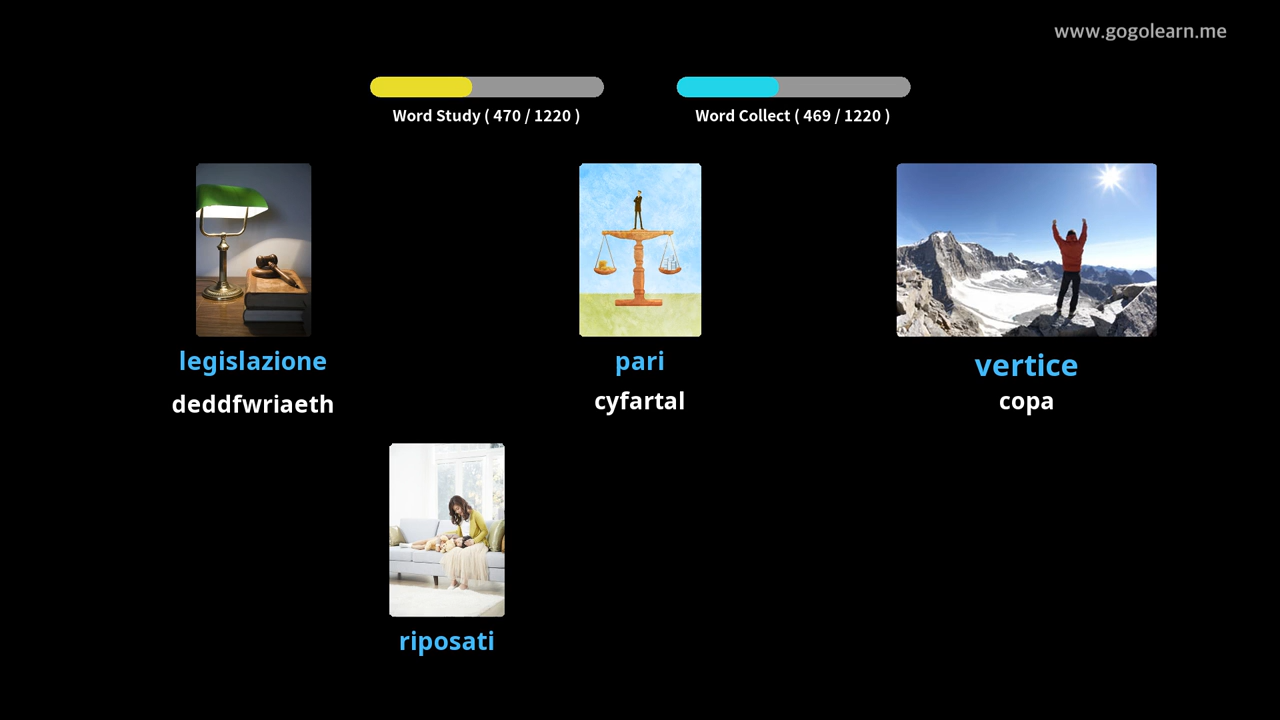 www.gogolearn.me
Word Study ( 470 / 1220 )
Word Collect ( 469 / 1220 )
legislazione
deddfwriaeth
pari
cyfartal
vertice
copa
riposati